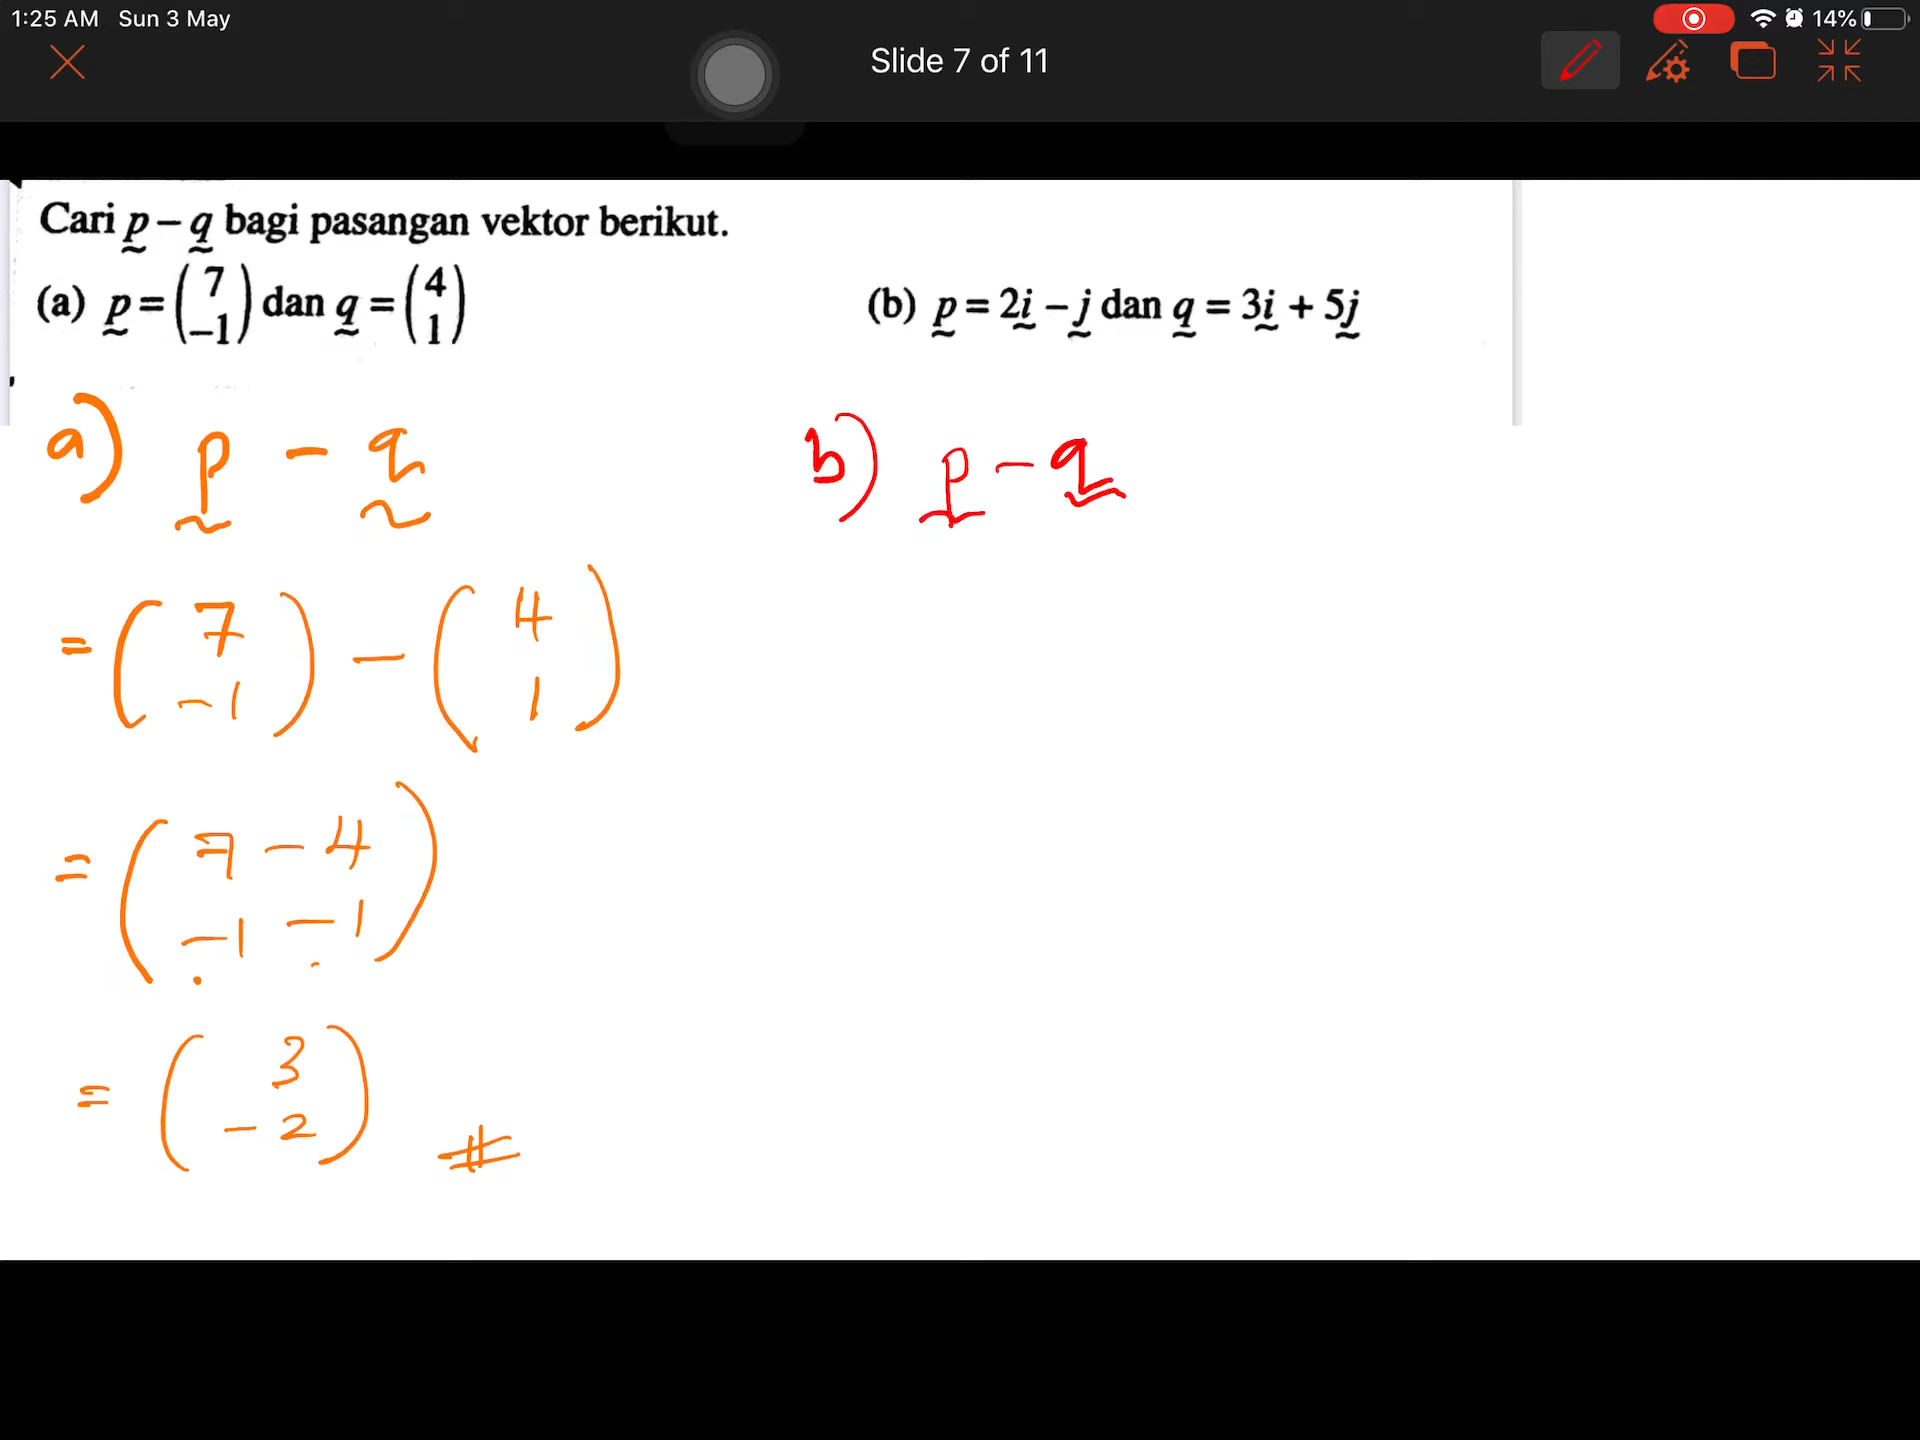 1:25 AM Sun 3 May
14%
Slide 7 of 11
Cari p – q bagi pasangan vektor berikut.
(a) p = (7 –1) dan q = (4 1)
(b) p = 2i – j dan q = 3i + 5j
a) p - q
= (7 -1) - (4 1)
= (7 - 4 -1 - 1)
= (3 -2) #
b) p - q